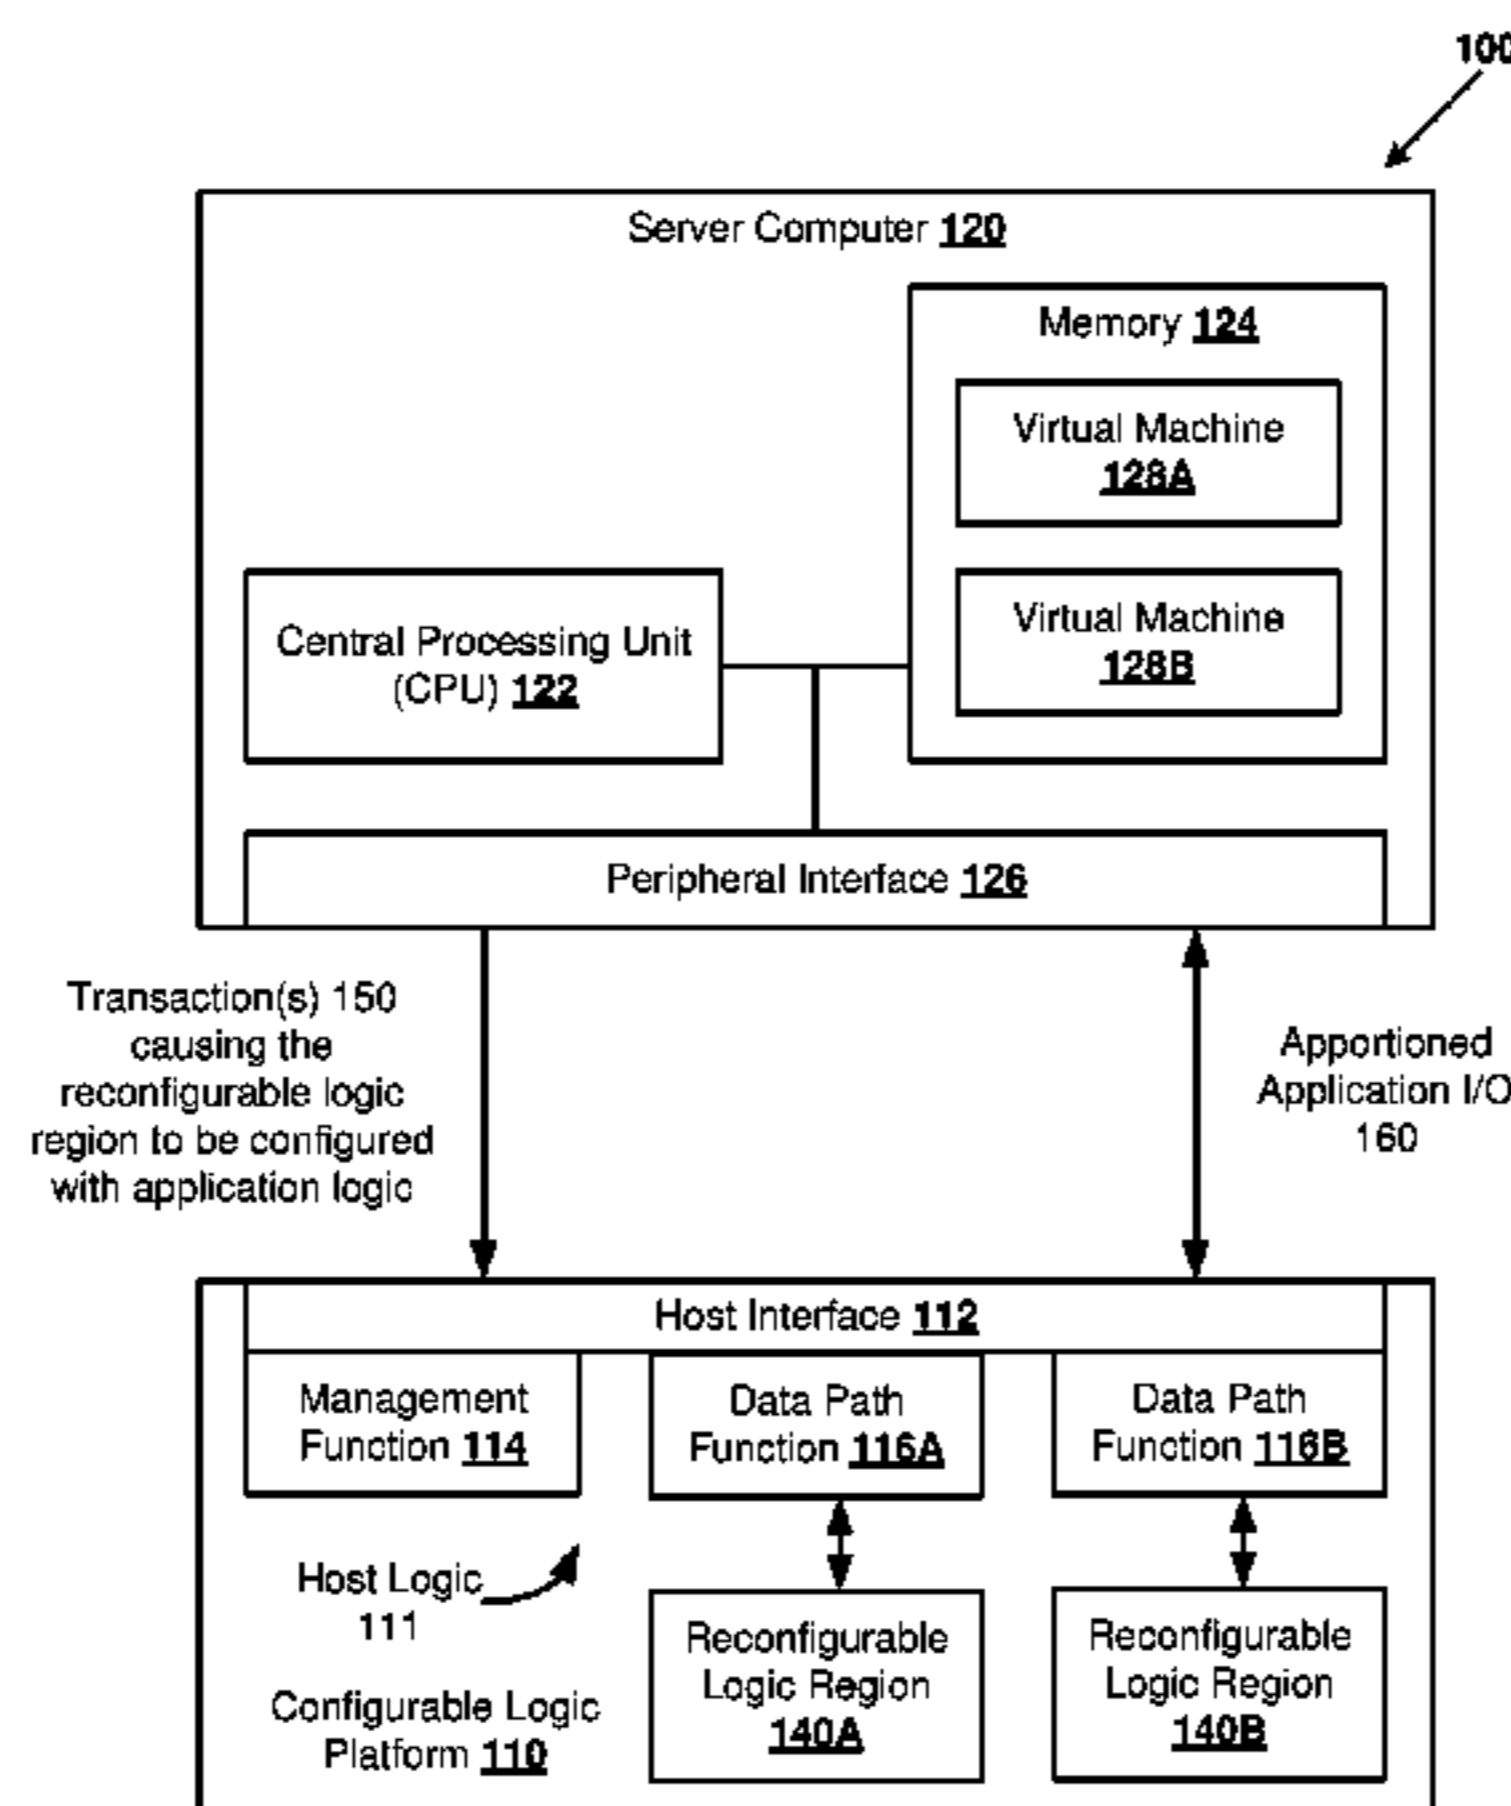 100
Server Computer 120
Memory 124
Virtual Machine
128A
Virtual Machine
128B
Central Processing Unit
(CPU) 122
Peripheral Interface 126
Transaction(s) 150
causing the
reconfigurable logic
region to be configured
with application logic
Apportioned
Application I/O
160
Host Interface 112
Management
Function 114
Data Path
Function 116A
Data Path
Function 116B
Host Logic
111
Reconfigurable
Logic Region
140A
Reconfigurable
Logic Region
140B
Configurable Logic
Platform 110